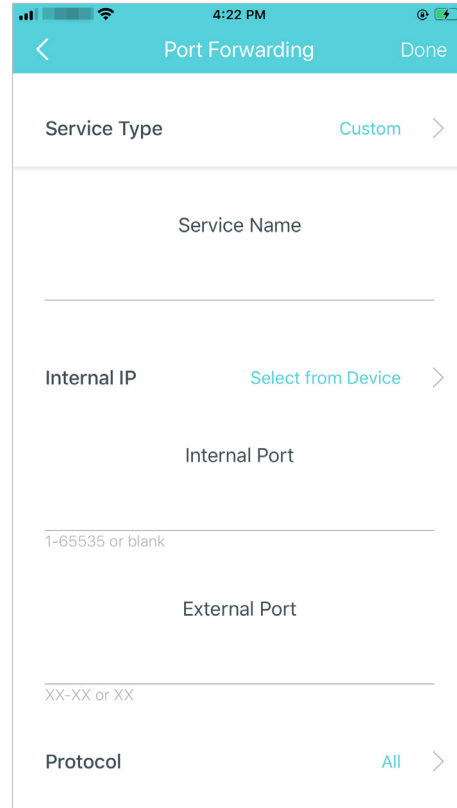 4:22 PM
Port Forwarding Done
Service Type Custom
Service Name
Internal IP Select from Device
Internal Port
1-65535 or blank
External Port
XX-XX or XX
Protocol All